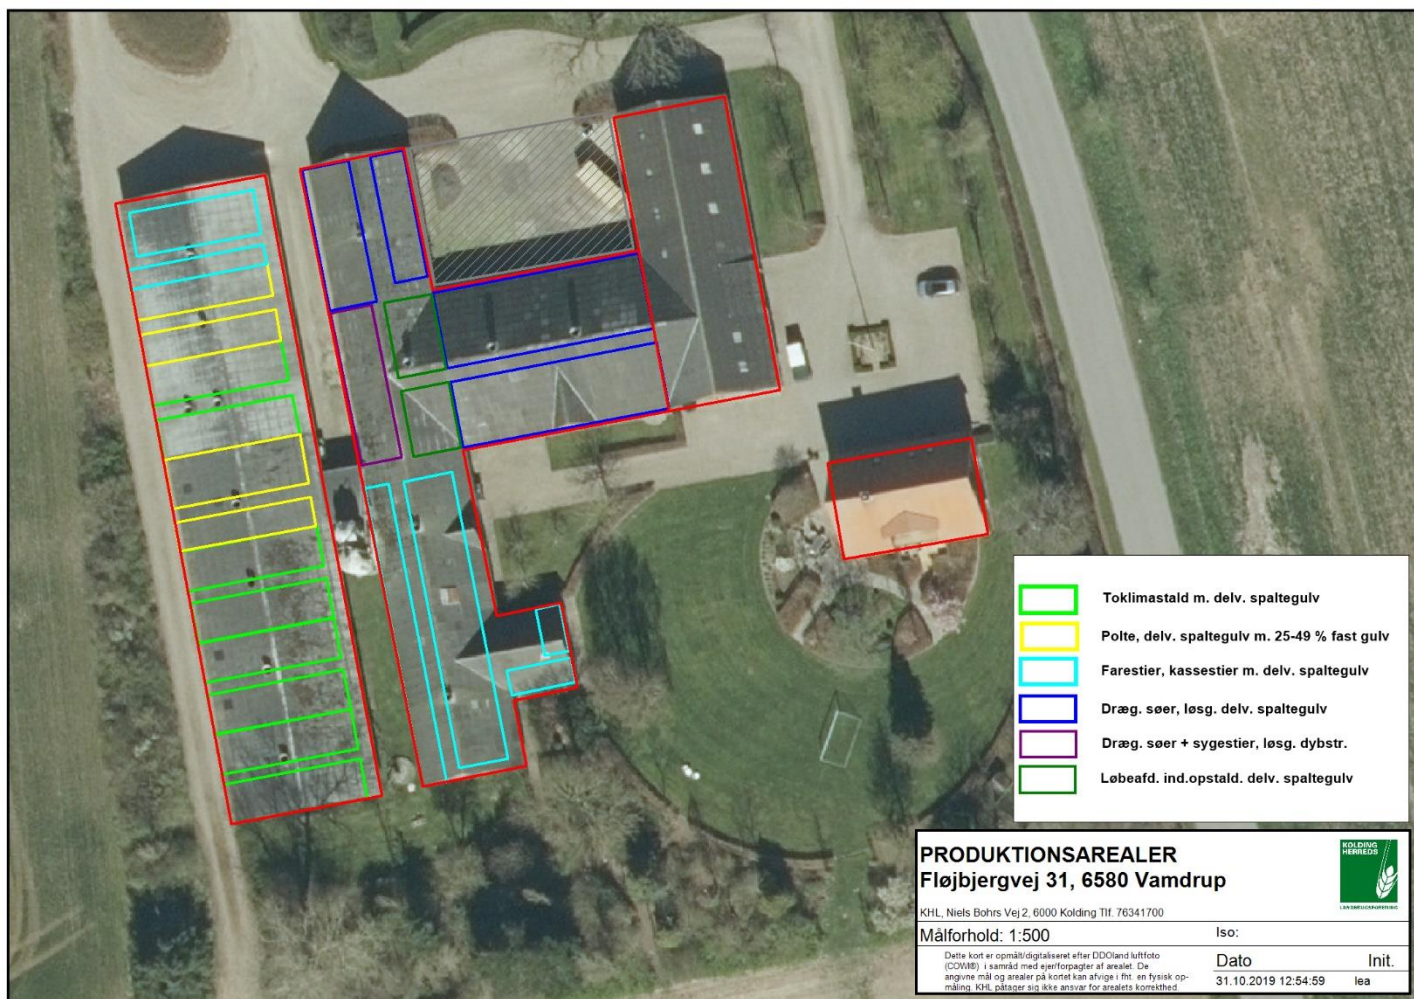 Toklimastald m. delv. spaltegulv
Polte, delv. spaltegulv m. 25-49 % fast gulv
Farestier, kassestier m. delv. spaltegulv
Dræg. søer, løsg. delv. spaltegulv
Dræg. søer + sygestier, løsg. dybstr.
Løbeafd. ind.opstald. delv. spaltegulv
PRODUKTIONSAREALER
Fløjbjergvej 31, 6580 Vamdrup
KOLDING
HERREDS
LANDBRUGSFORENING
KHL, Niels Bohrs Vej 2, 6000 Kolding Tlf. 76341700
Målforhold: 1:500
Iso:
Dette kort er opmålt/digitaliseret efter DDOland luftfoto
(COWI®) i samråd med ejer/forpagter af arealet. De
angivne mål og arealer på kortet kan afvige i fht. en fysisk op-
måling. KHL påtager sig ikke ansvar for arealets korrekthed.
Dato
Init.
31.10.2019 12:54:59
lea